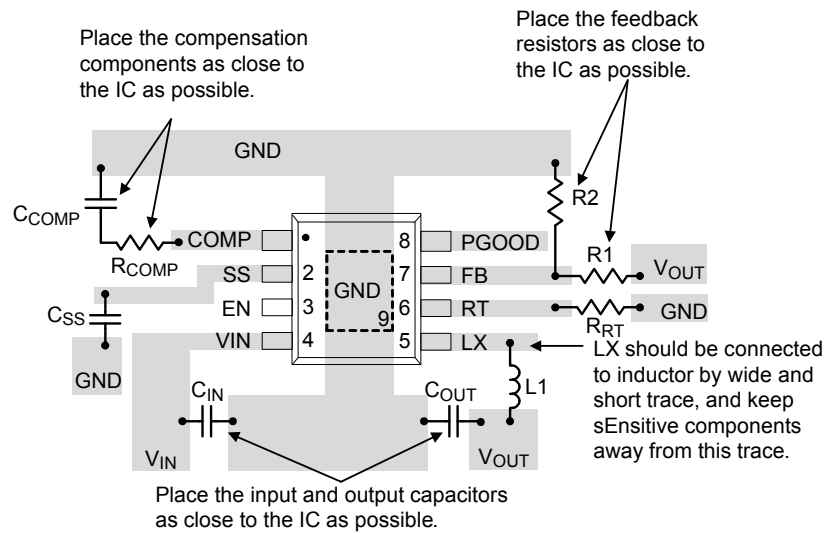 Place the compensation
components as close to
the IC as possible.
Place the feedback
resistors as close to
the IC as possible.
GND
R2
CCOMP
RCOMP
COMP
8
PGOOD
R1
VOUT
SS
2
GND
7
FB
EN
3
9
6
RT
RRT
GND
CSS
VIN
4
5
LX
GND
LX should be connected
to inductor by wide and
short trace, and keep
sEnsitive components
away from this trace.
CIN
COUT
L1
VIN
VOUT
Place the input and output capacitors
as close to the IC as possible.